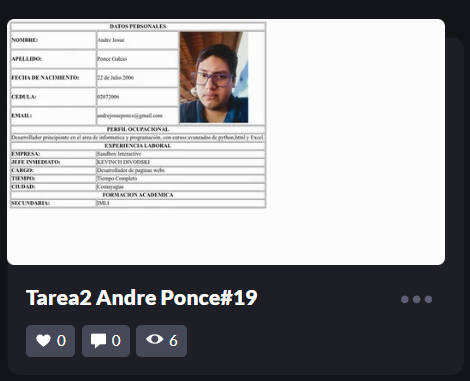 DATOS PERSONALES
NOMBRE: Andre Josue
APELLIDO: Ponce Galeas
FECHA DE NACIMIENTO: 22 de Julio 2006
CEDULA: 02072006
EMAIL: andrejosueponce@gmail.com
PERFIL OCUPACIONAL
Desarrollador principiante en el area de informatica y programación, con cursos avanzados de python,html y Excel
EXPERIENCIA LABORAL
EMPRESA: Sandbox Interactive
JEFE INMEDIATO: KEVINCH DIVODSKI
CARGO: Desarrollador de paginas webs
TIEMPO: Tiempo Completo
CIUDAD: Comayagua
FORMACION ACADEMICA
SECUNDARIA: IMLI
Tarea2 Andre Ponce#19
0 0 6